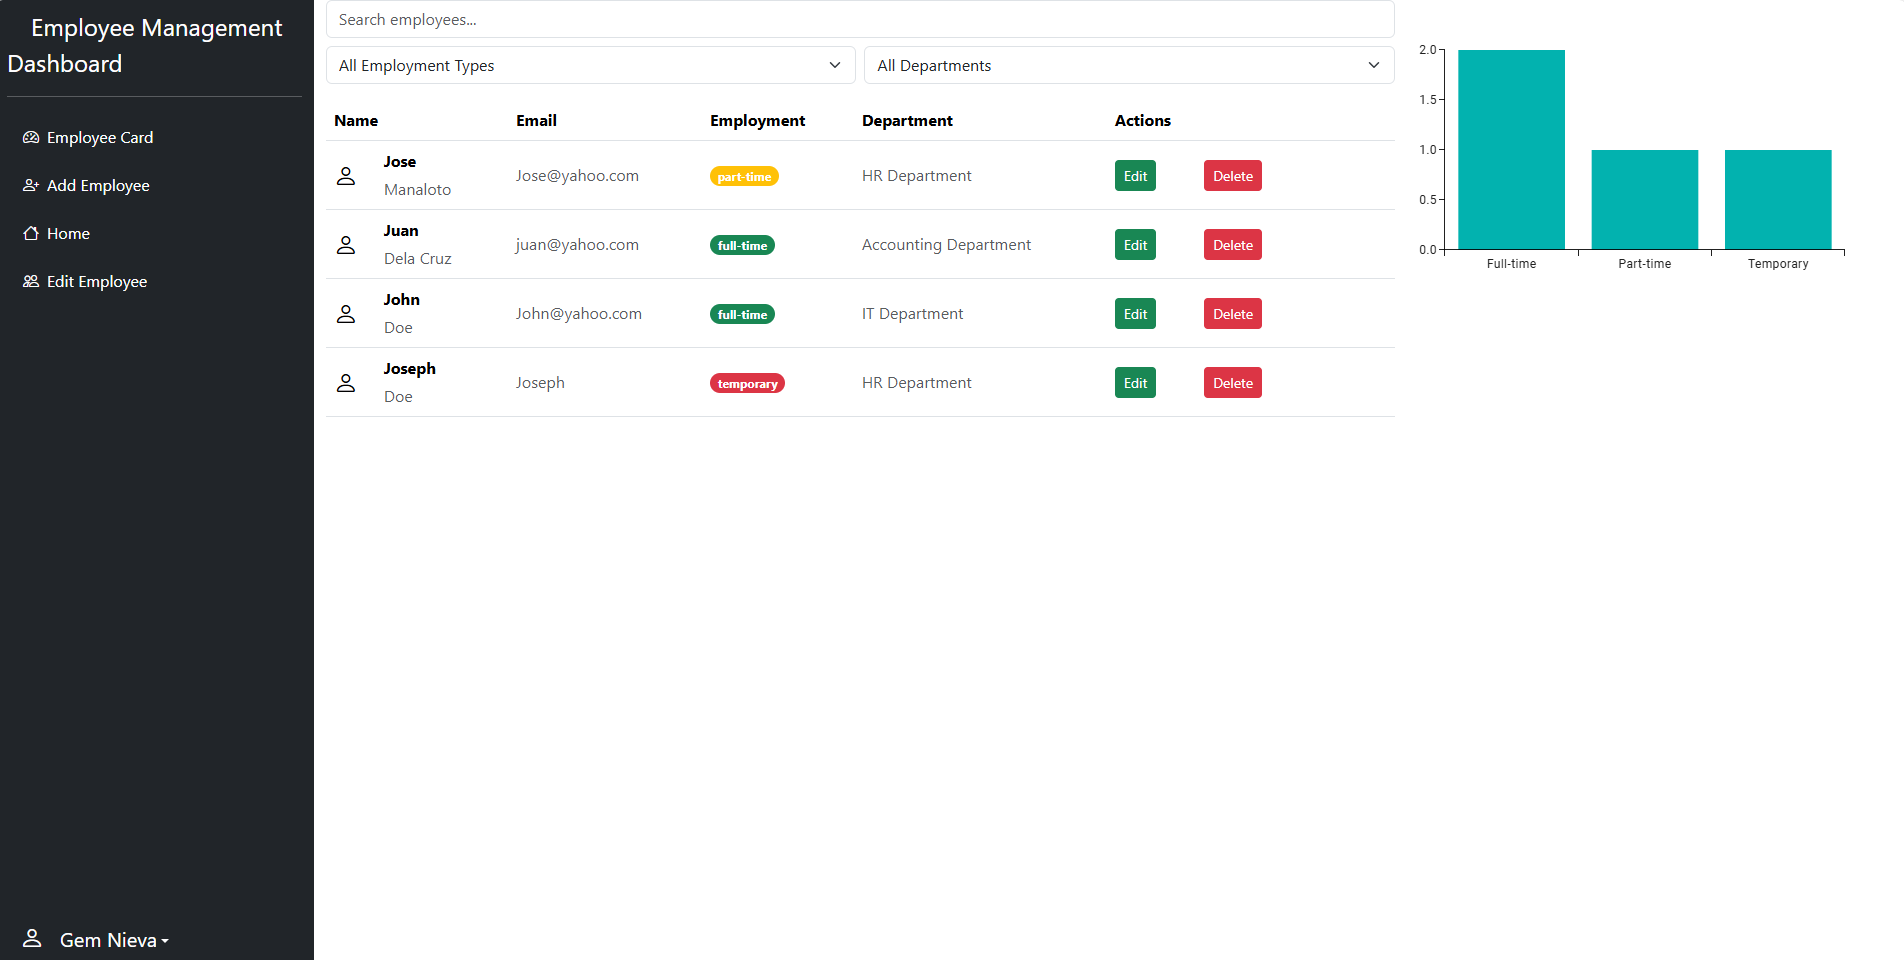 Employee Management
Dashboard
Employee Card
Add Employee
Home
Edit Employee
Gem Nieva
Search employees...
All Employment Types
All Departments
Name Email Employment Department Actions
Jose
Manaloto
Jose@yahoo.com part-time HR Department Edit Delete
Juan
Dela Cruz
juan@yahoo.com full-time Accounting Department Edit Delete
John
Doe
John@yahoo.com full-time IT Department Edit Delete
Joseph
Doe
Joseph temporary HR Department Edit Delete
2.0
1.5
1.0
0.5
0.0
Full-time Part-time Temporary